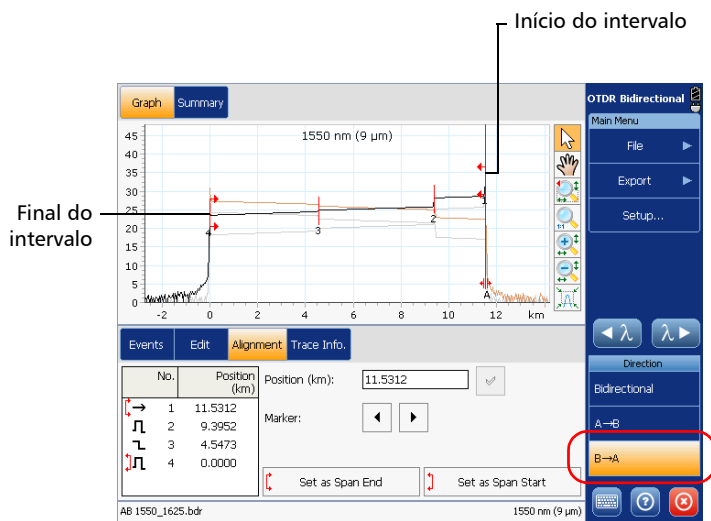 Início do intervalo
Graph Summary
OTDR Bidirectional
Main Menu
File
Export
Setup...
1550 nm (9 µm)
45
40
35
30
25
20
15
10
5
0
-2 0 2 4 6 8 10 12 km
4 3 2 1
A
1:1
Final do
intervalo
λ λ
Events Edit Alignment Trace Info.
Direction
Bidirectional
A→B
B→A
No. Position
(km)
1 11.5312
2 9.3952
3 4.5473
4 0.0000
Position (km): 11.5312
Marker:
Set as Span End Set as Span Start
AB 1550_1625.bdr 1550 nm (9 µm)